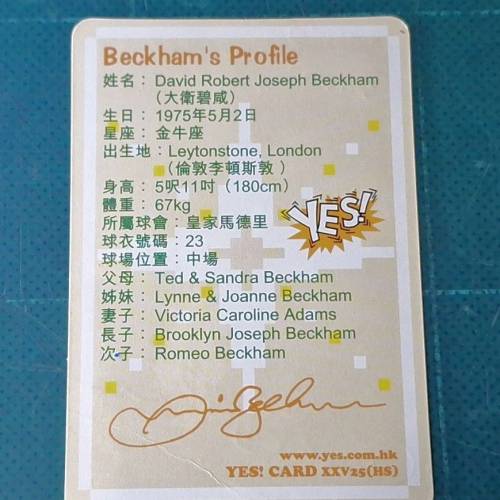 Beckham's Profile
姓名： David Robert Joseph Beckham
（大衛碧咸）
生日： 1975年5月2日
星座： 金牛座
出生地：Leytonstone, London
（倫敦李頓斯敦 ）
身高： 5呎11吋（180cm）
體重： 67kg
所屬球會：皇家馬德里
球衣號碼：23
球場位置：中場
父母： Ted & Sandra Beckham
姊妹： Lynne & Joanne Beckham
妻子： Victoria Caroline Adams
長子： Brooklyn Joseph Beckham
次子： Romeo Beckham
YES!
www.yes.com.hk
YES! CARD XXV25(HS)